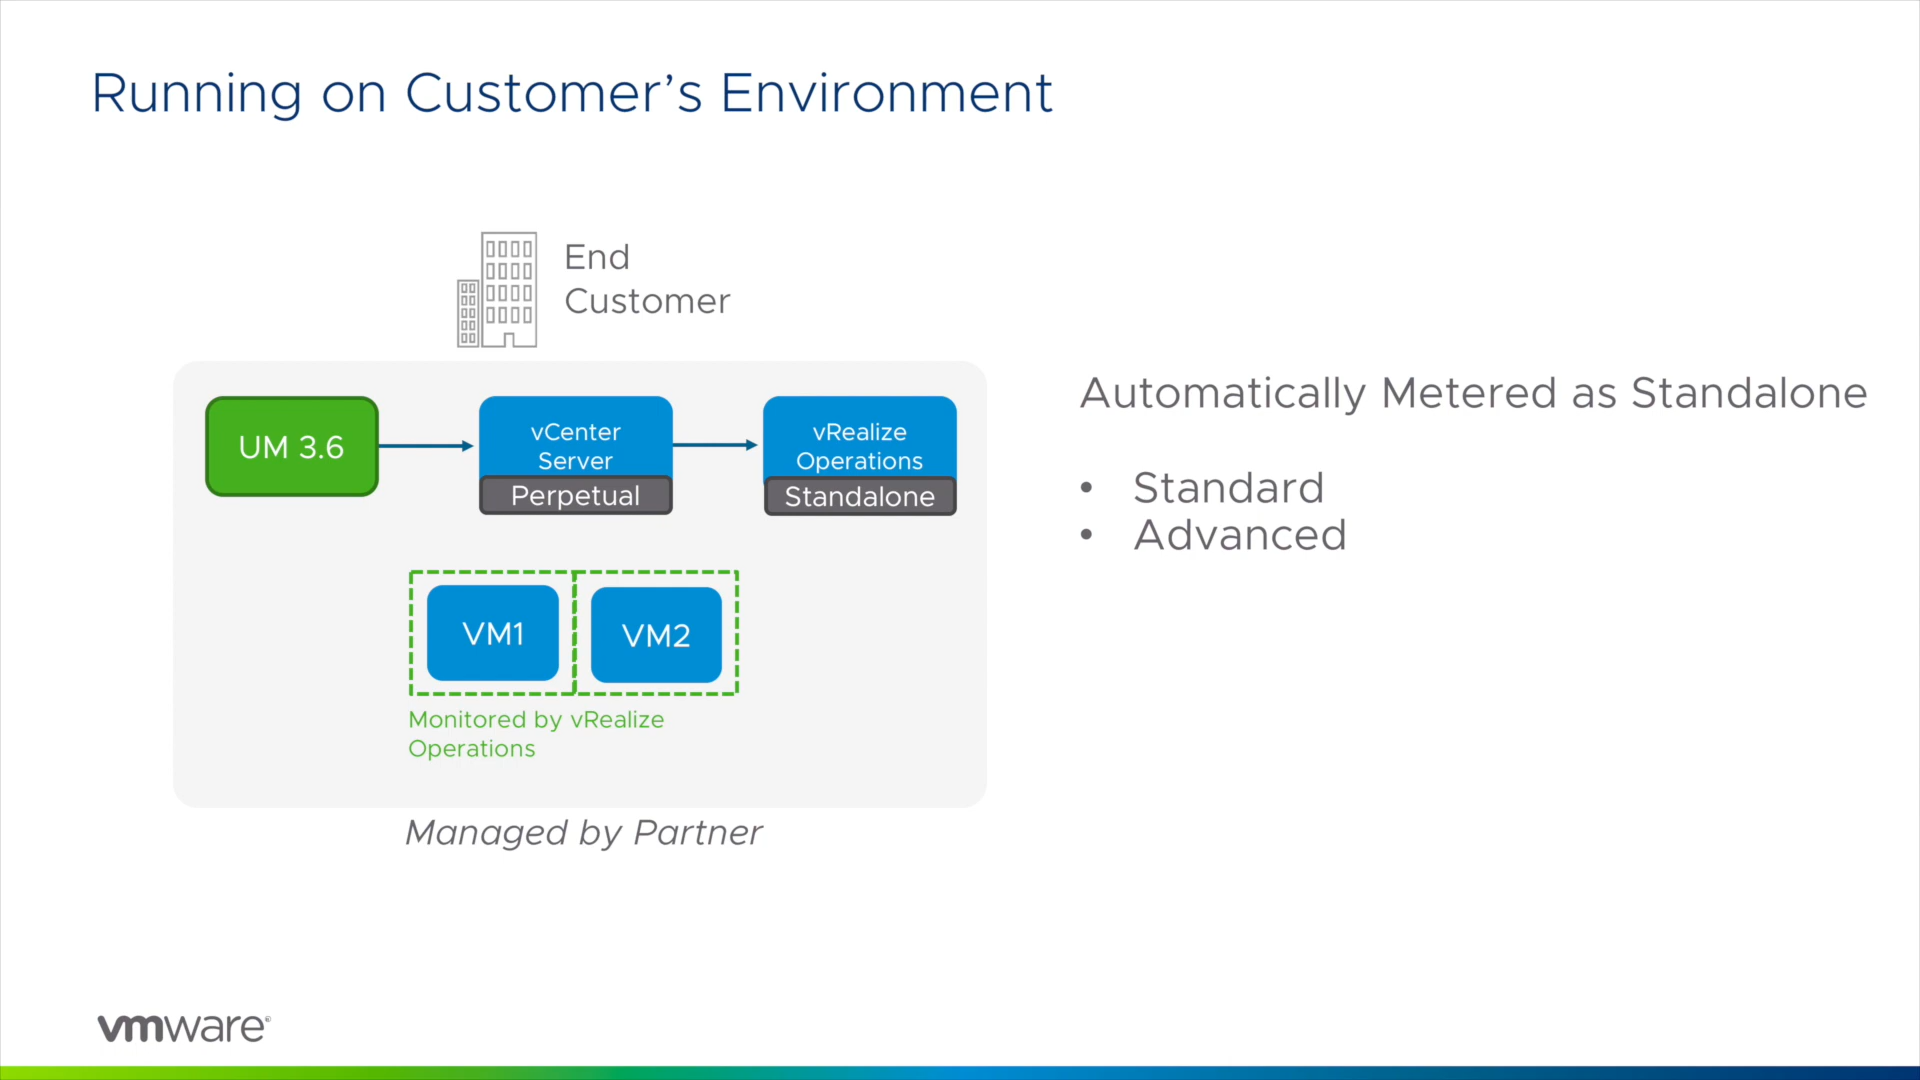 Running on Customer’s Environment
End
Customer
UM 3.6
vCenter
Server
Perpetual
vRealize
Operations
Standalone
VM1
VM2
Monitored by vRealize
Operations
Managed by Partner
Automatically Metered as Standalone
• Standard
• Advanced
vmware®